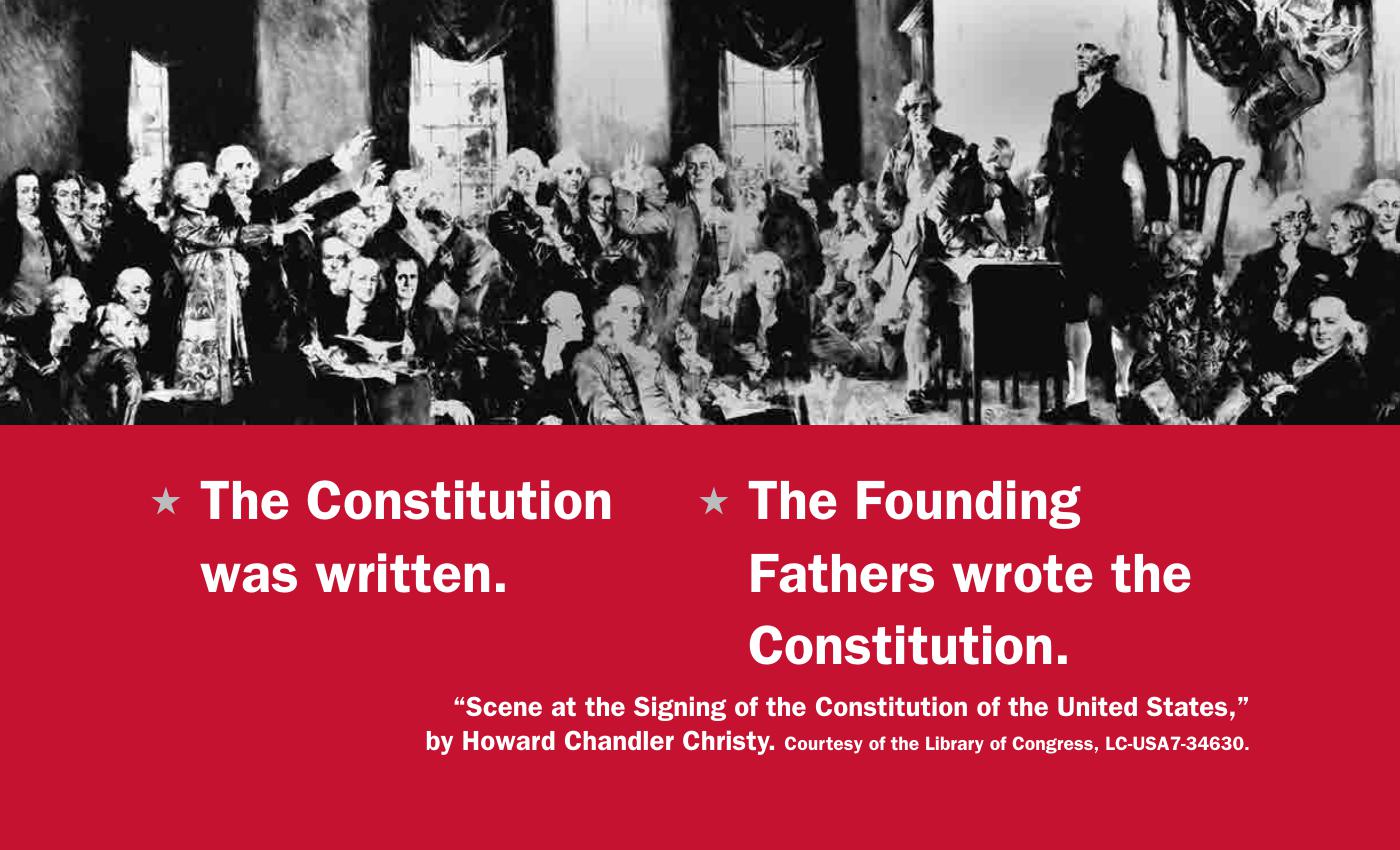 ★ The Constitution
was written.
★ The Founding
Fathers wrote the
Constitution.
“Scene at the Signing of the Constitution of the United States,”
by Howard Chandler Christy. Courtesy of the Library of Congress, LC-USA7-34630.